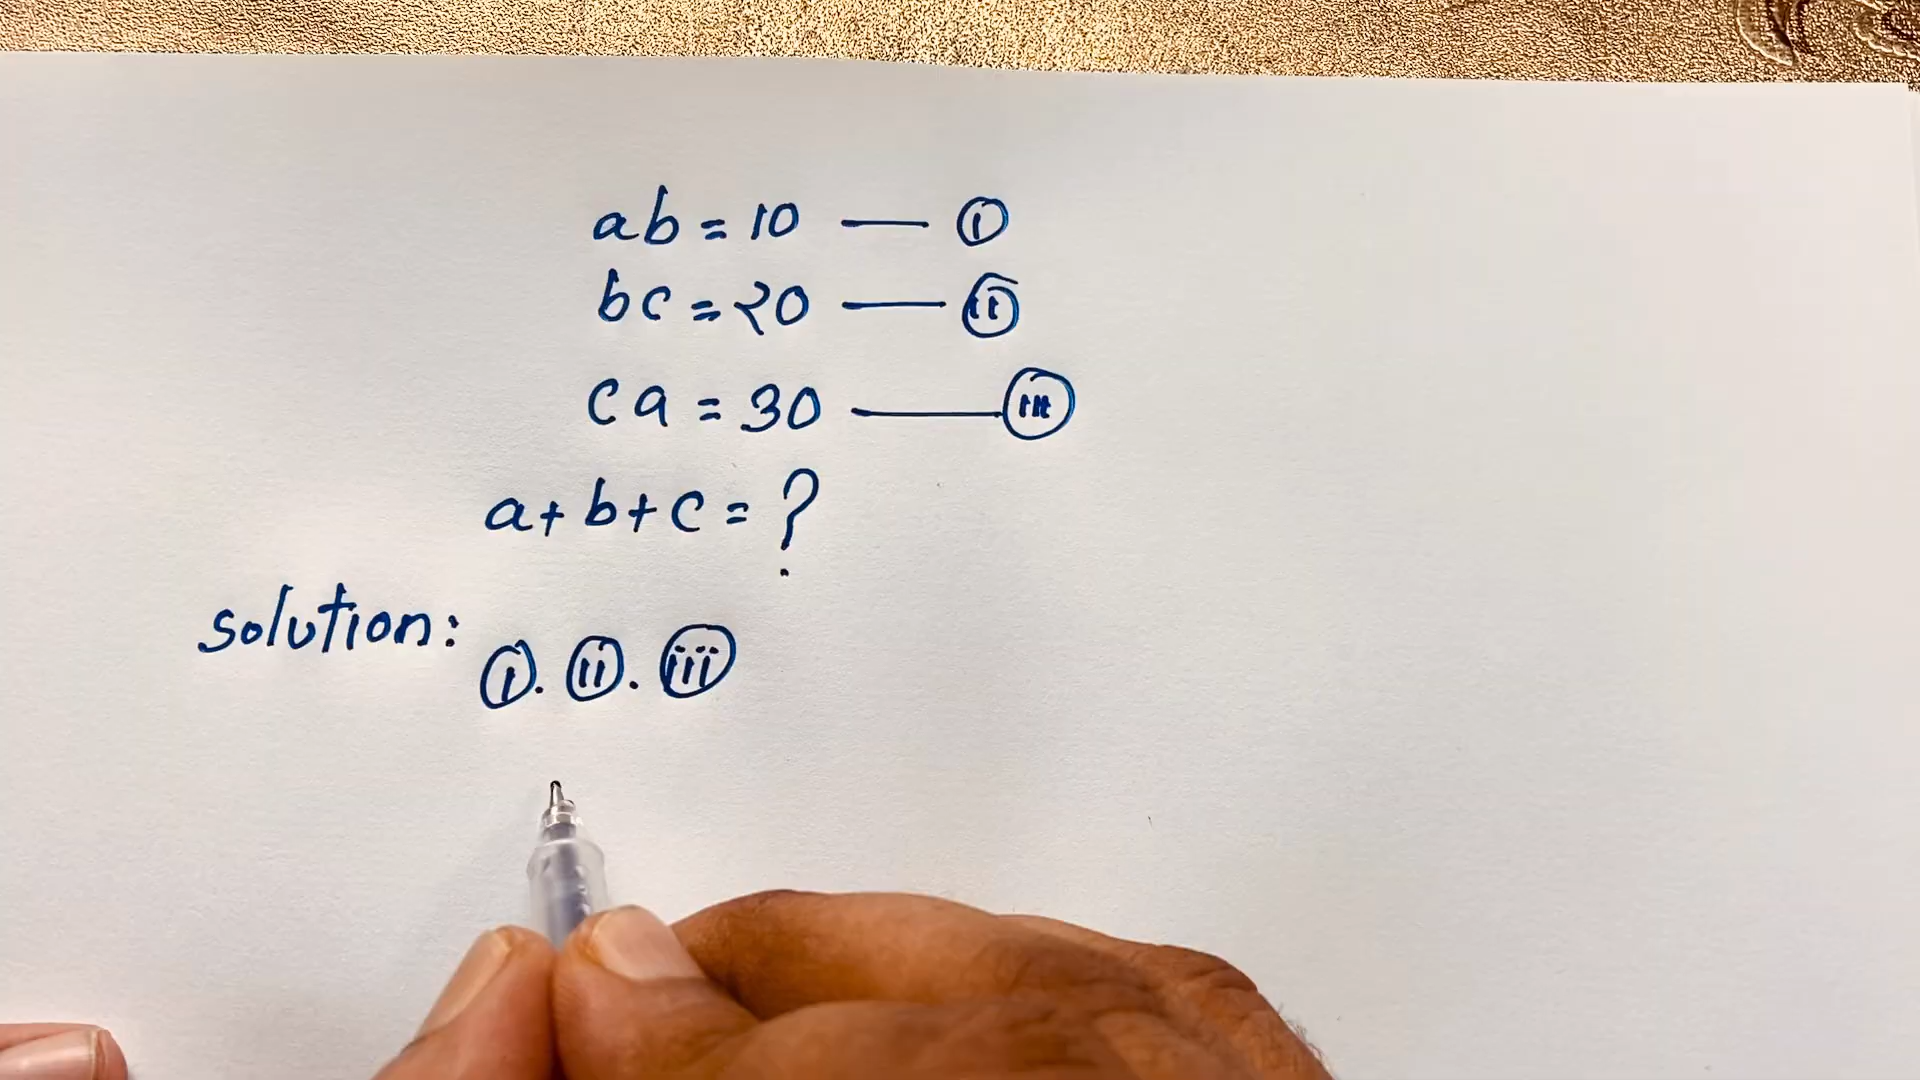 ab = 10 — (i)
bc = 20 — (ii)
ca = 30 — (iii)
a + b + c = ?
Solution:
(i) . (ii) . (iii)